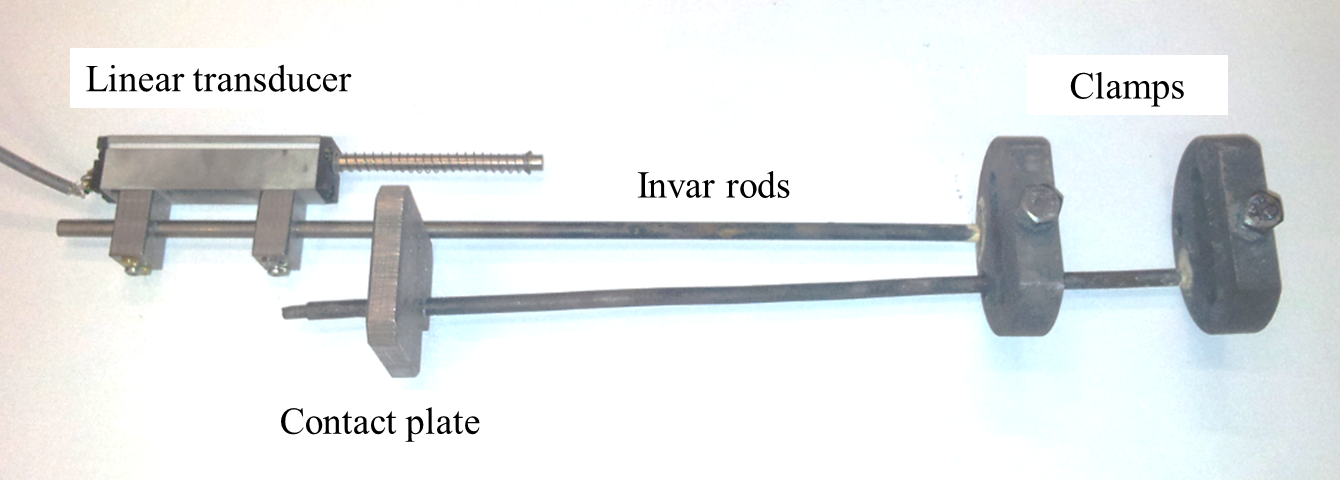 Linear transducer
Clamps
Invar rods
Contact plate